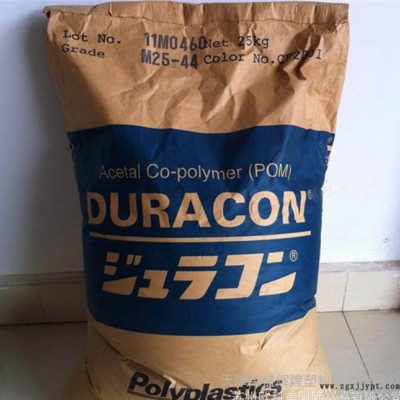 Lot No. 11M0460 Net 25kg
Grade M25-44 Color No. CF2001
Acetal Co-polymer (POM)
DURACON®
ジュラコン®
Polyplastics
www.zgxjjypt.com